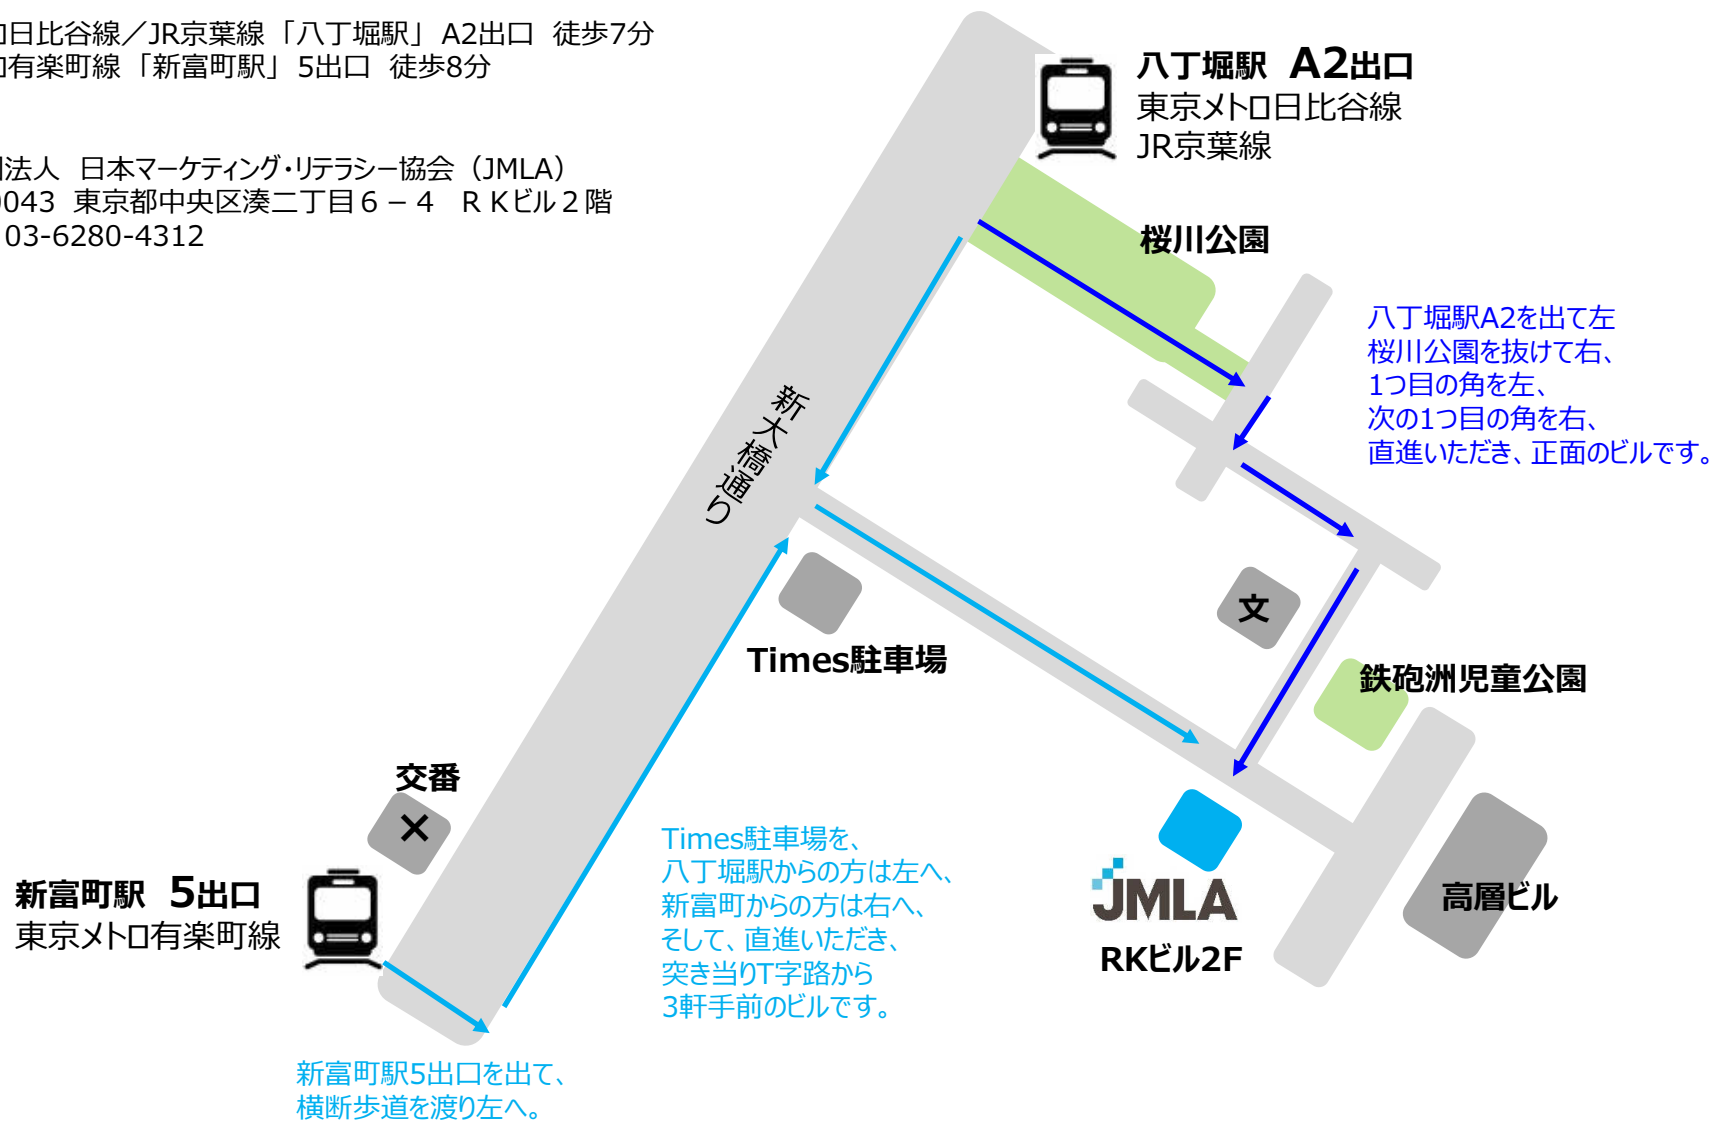 日比谷線／JR京葉線「八丁堀駅」A2出口 徒歩7分
有楽町線「新富町駅」5出口 徒歩8分
法人 日本マーケティング・リテラシー協会（JMLA）
0043 東京都中央区湊二丁目６－４ ＲＫビル２階
03-6280-4312
八丁堀駅 A2出口
東京メトロ日比谷線
JR京葉線
桜川公園
八丁堀駅A2を出て左
桜川公園を抜けて右、
1つ目の角を左、
次の1つ目の角を右、
直進いただき、正面のビルです。
新大橋通り
文
Times駐車場
鉄砲洲児童公園
交番
新富町駅 5出口
東京メトロ有楽町線
Times駐車場を、
八丁堀駅からの方は左へ、
新富町からの方は右へ、
そして、直進いただき、
突き当りT字路から
3軒手前のビルです。
JMLA
RKビル2F
高層ビル
新富町駅5出口を出て、
横断歩道を渡り左へ。